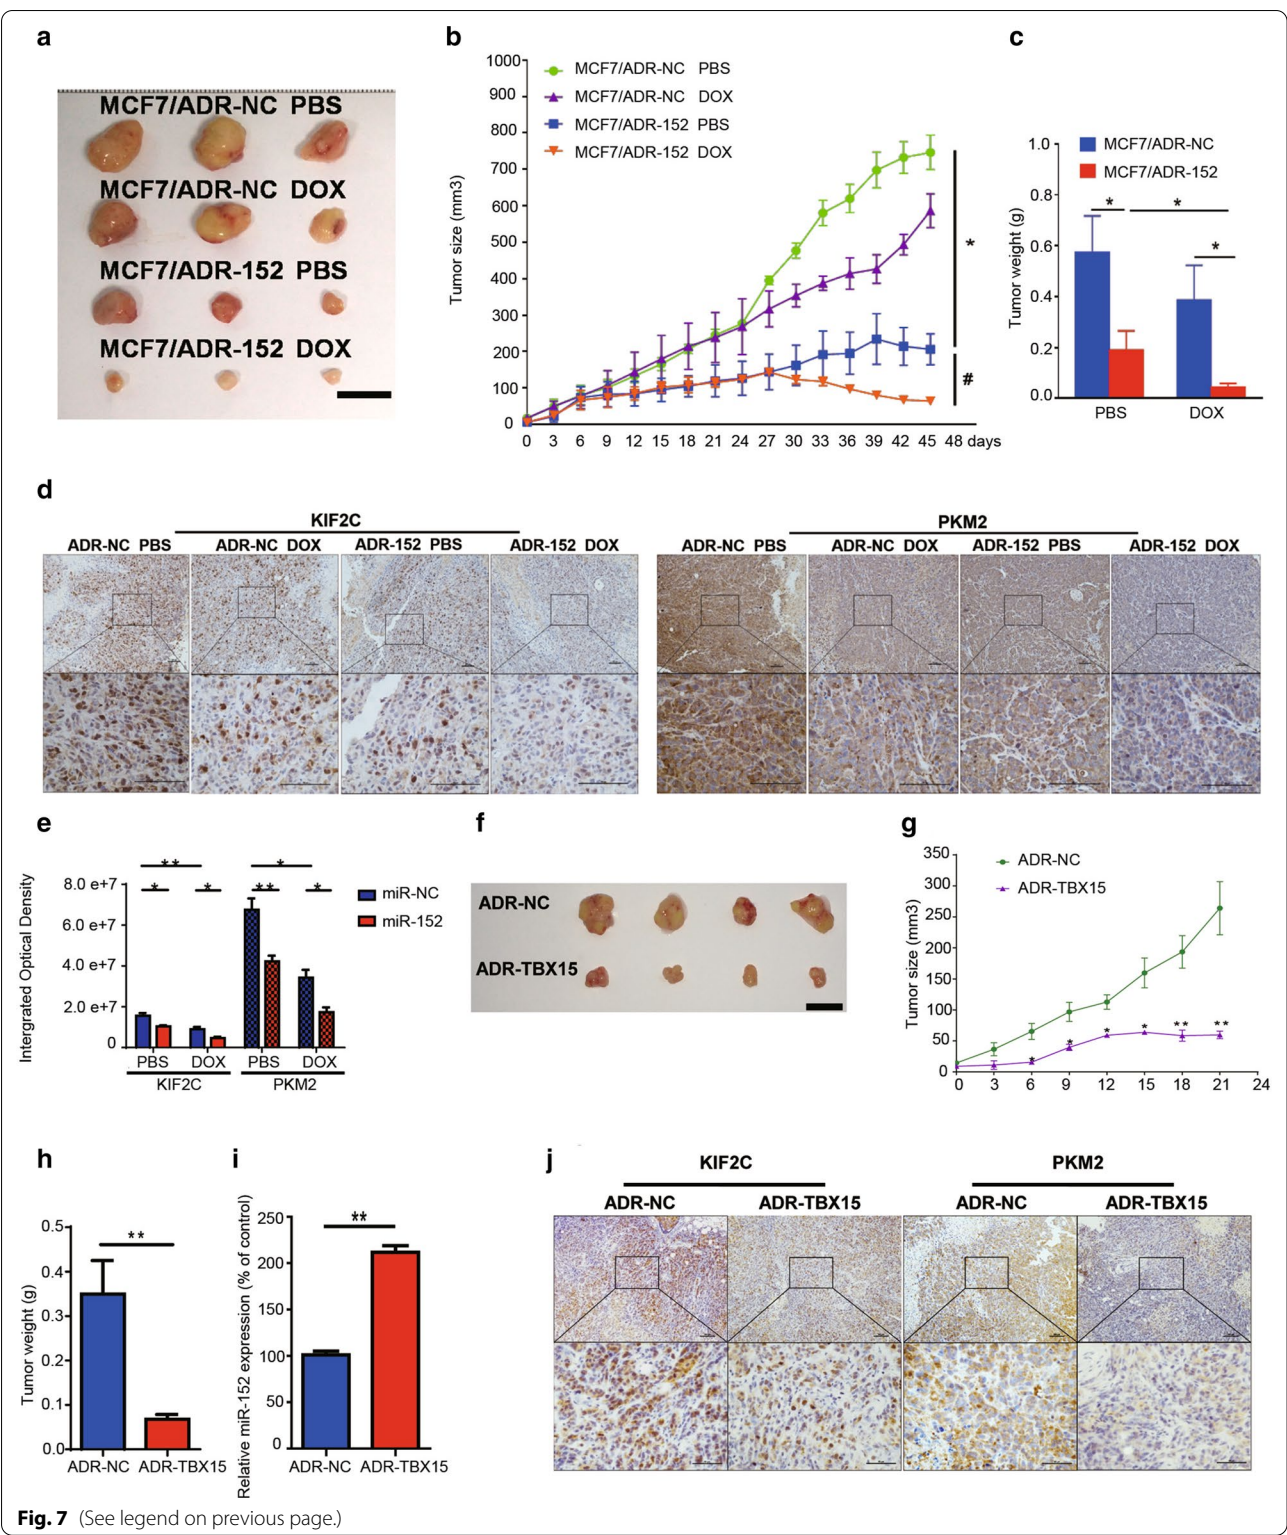 a
MCF7/ADR-NC PBS
MCF7/ADR-NC DOX
MCF7/ADR-152 PBS
MCF7/ADR-152 DOX
b
Tumor size (mm3)
1000
900
800
700
600
500
400
300
200
100
0
MCF7/ADR-NC PBS
MCF7/ADR-NC DOX
MCF7/ADR-152 PBS
MCF7/ADR-152 DOX
*
#
0 3 6 9 12 15 18 21 24 27 30 33 36 39 42 45 48 days
c
Tumor weight (g)
1.0
0.8
0.6
0.4
0.2
0.0
MCF7/ADR-NC
MCF7/ADR-152
* * *
PBS DOX
d
KIF2C
ADR-NC PBS ADR-NC DOX ADR-152 PBS ADR-152 DOX
PKM2
ADR-NC PBS ADR-NC DOX ADR-152 PBS ADR-152 DOX
e
Intergrated Optical Density
8.0 e+7
6.0 e+7
4.0 e+7
2.0 e+7
0
** *
* * ** *
miR-NC
miR-152
PBS DOX PBS DOX
KIF2C PKM2
f
ADR-NC
ADR-TBX15
g
Tumor size (mm3)
350
300
250
200
150
100
50
0
ADR-NC
ADR-TBX15
* * * * ** **
0 3 6 9 12 15 18 21 24
h
Tumor weight (g)
0.5
0.4
0.3
0.2
0.1
0.0
**
ADR-NC ADR-TBX15
i
Relative miR-152 expression (% of control)
250
200
150
100
50
0
**
ADR-NC ADR-TBX15
j
KIF2C PKM2
ADR-NC ADR-TBX15 ADR-NC ADR-TBX15
Fig. 7 (See legend on previous page.)